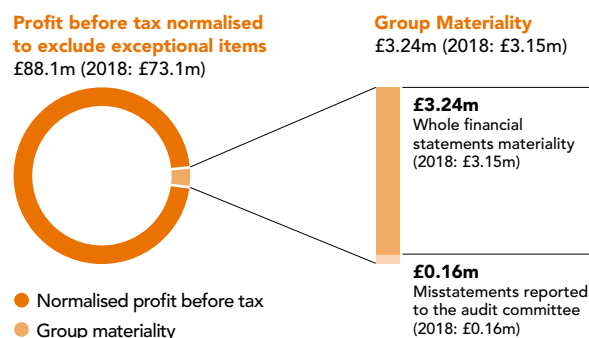 Profit before tax normalised
to exclude exceptional items
£88.1m (2018: £73.1m)
Group Materiality
£3.24m (2018: £3.15m)
£3.24m
Whole financial
statements materiality
(2018: £3.15m)
£0.16m
Misstatements reported
to the audit committee
(2018: £0.16m)
Normalised profit before tax
Group materiality